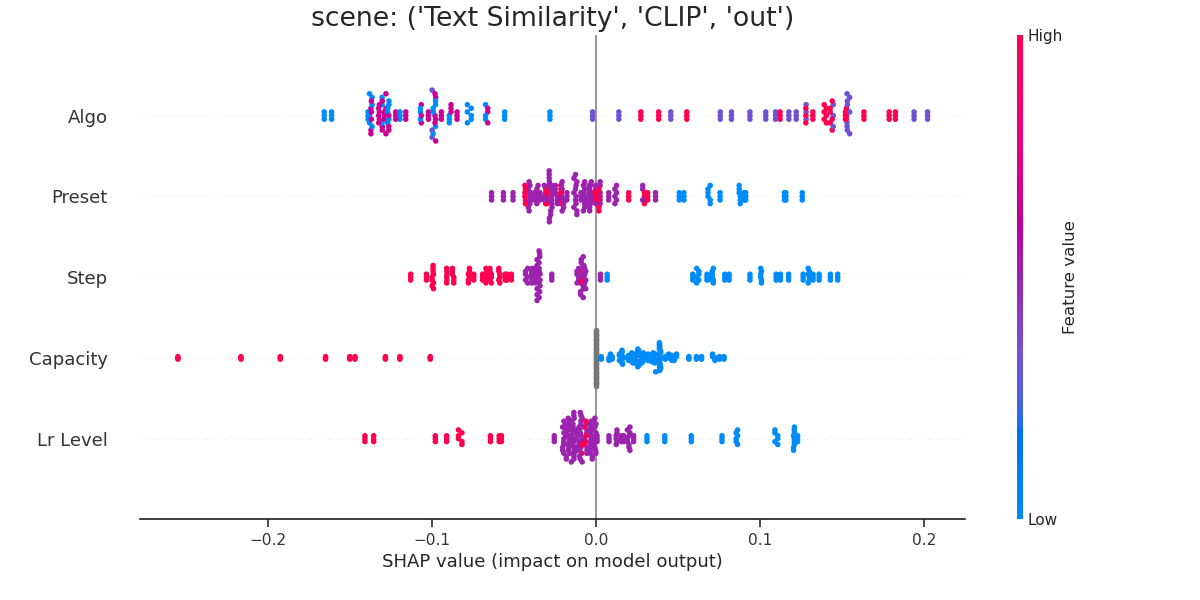 scene: ('Text Similarity', 'CLIP', 'out')
High
Algo
Preset
Step
Capacity
Lr Level
Feature value
Low
−0.2
−0.1
0.0
0.1
0.2
SHAP value (impact on model output)